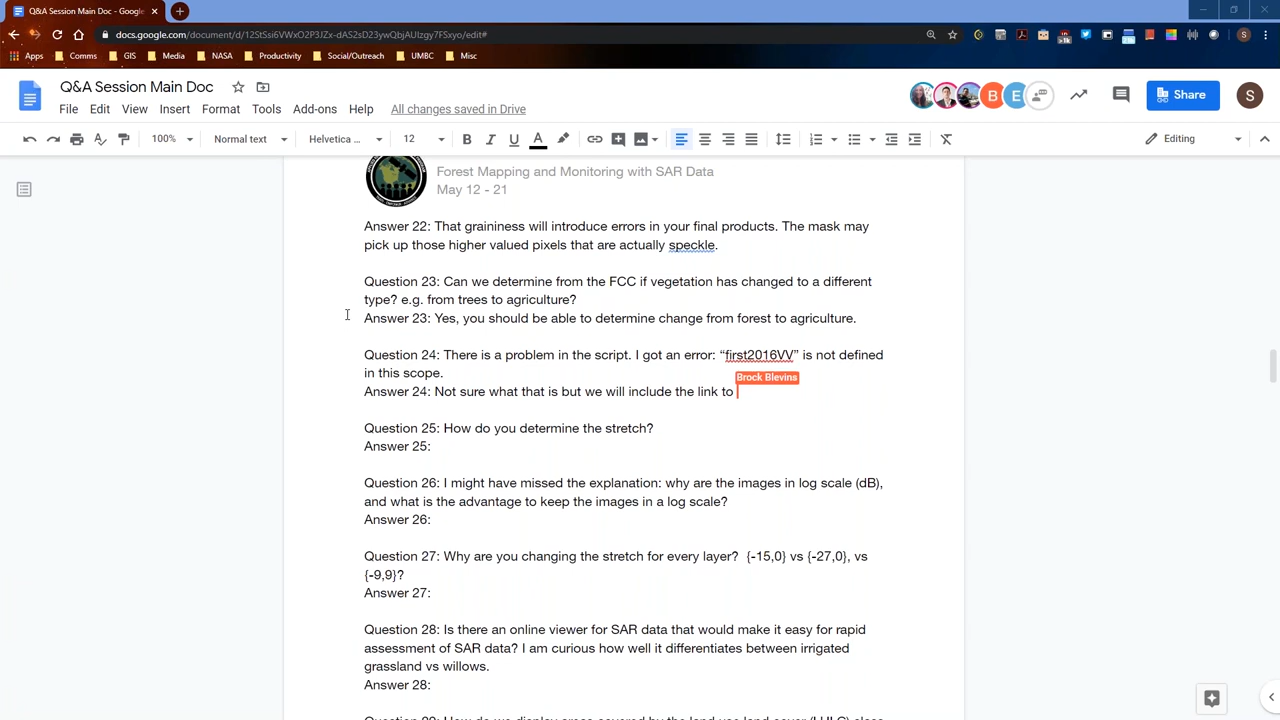 Q&A Session Main Doc - Google
docs.google.com/document/d/12StSsi6VWxO2P3JZx-dAS2sD23ywQbjAUIzgy7FSxyo/edit#
Apps Comms GIS Media NASA Productivity Social/Outreach UMBC Misc
Q&A Session Main Doc
File Edit View Insert Format Tools Add-ons Help All changes saved in Drive
B E Share S
100% Normal text Helvetica ... 12 B I U A Editing
Forest Mapping and Monitoring with SAR Data
May 12 - 21
Answer 22: That graininess will introduce errors in your final products. The mask may
pick up those higher valued pixels that are actually speckle.
Question 23: Can we determine from the FCC if vegetation has changed to a different
type? e.g. from trees to agriculture?
Answer 23: Yes, you should be able to determine change from forest to agriculture.
Question 24: There is a problem in the script. I got an error: “first2016VV” is not defined
in this scope.
Brock Blevins
Answer 24: Not sure what that is but we will include the link to
Question 25: How do you determine the stretch?
Answer 25:
Question 26: I might have missed the explanation: why are the images in log scale (dB),
and what is the advantage to keep the images in a log scale?
Answer 26:
Question 27: Why are you changing the stretch for every layer? {-15,0} vs {-27,0}, vs
{-9,9}?
Answer 27:
Question 28: Is there an online viewer for SAR data that would make it easy for rapid
assessment of SAR data? I am curious how well it differentiates between irrigated
grassland vs willows.
Answer 28: